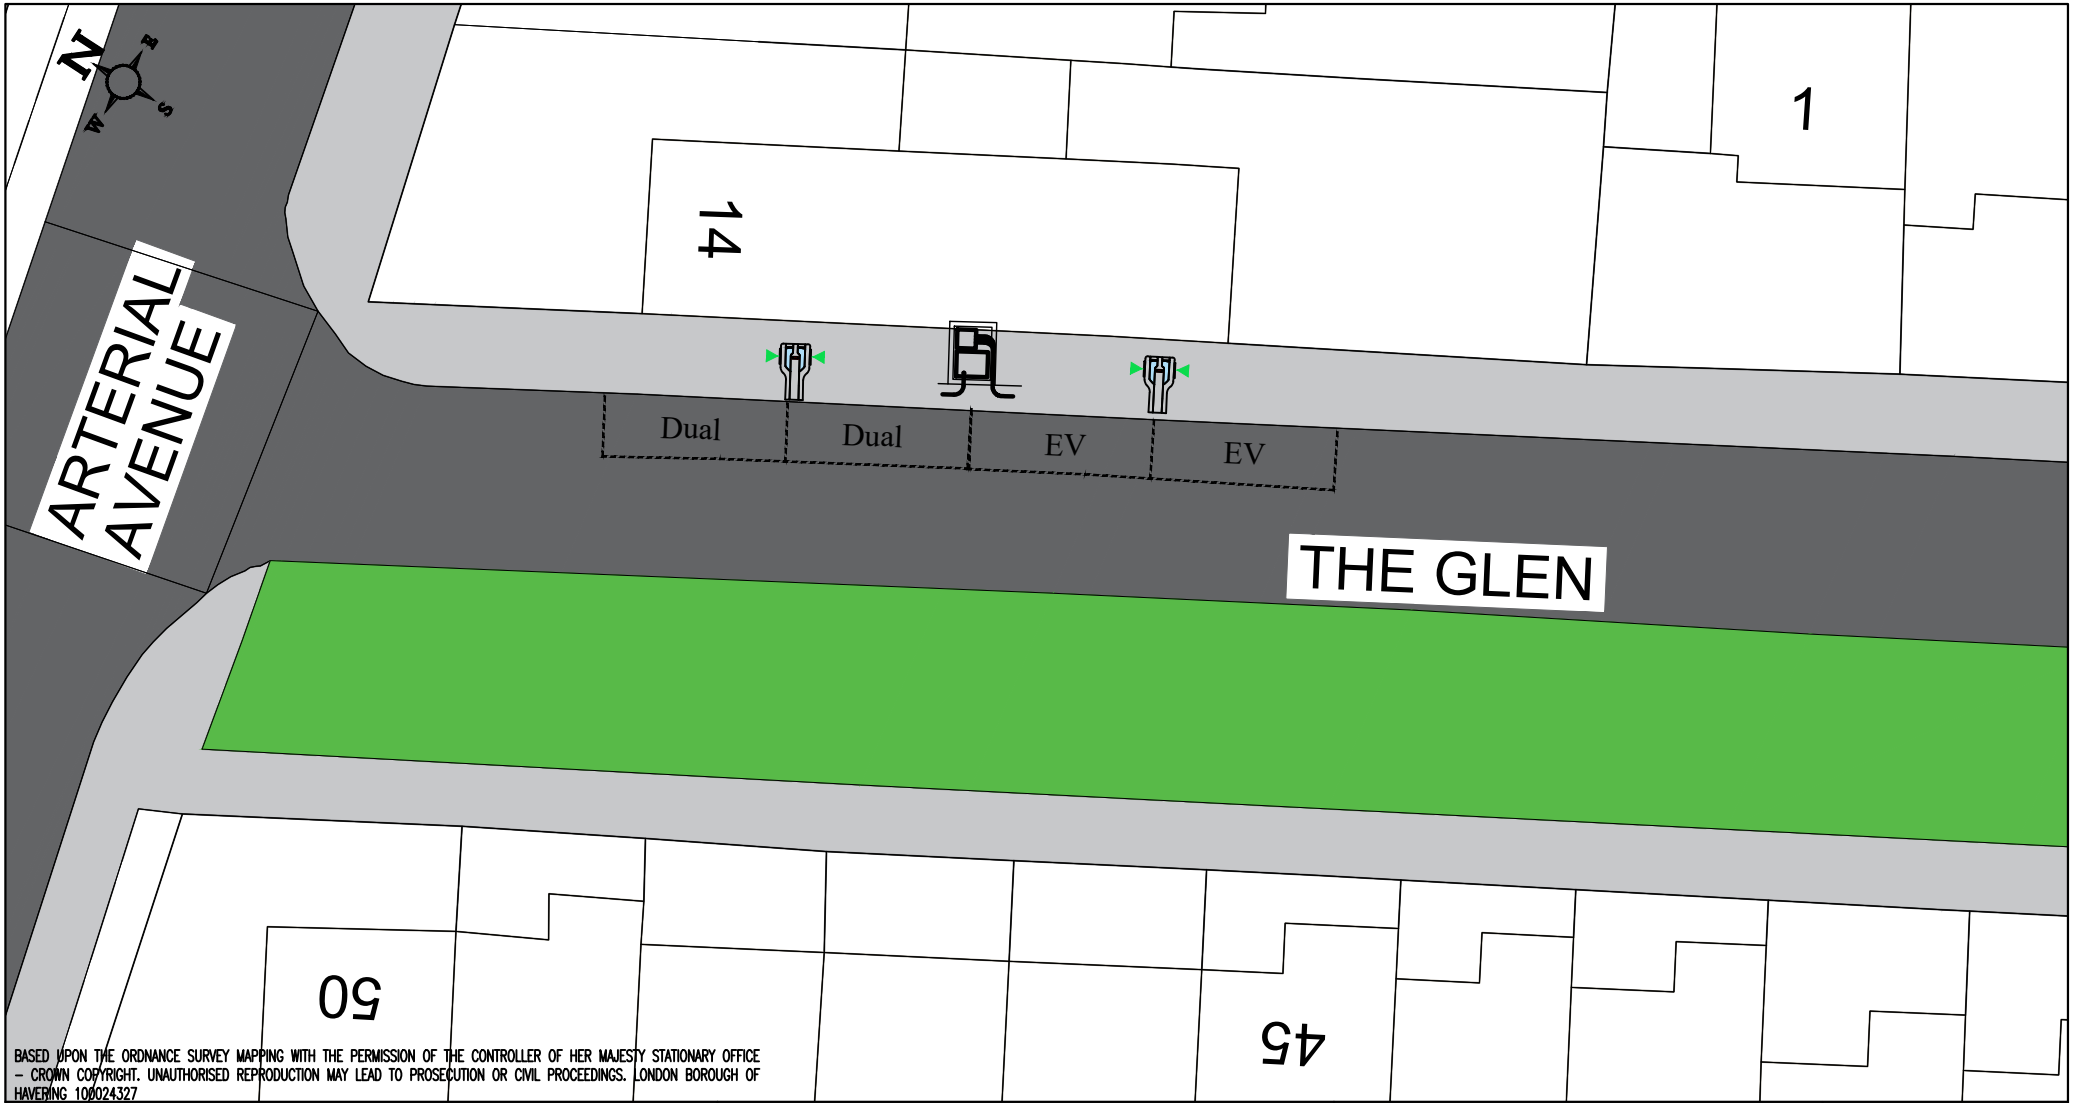 N
E
S
W
1
14
ARTERIAL
AVENUE
Dual
Dual
EV
EV
THE GLEN
50
45
BASED UPON THE ORDNANCE SURVEY MAPPING WITH THE PERMISSION OF THE CONTROLLER OF HER MAJESTY STATIONARY OFFICE
– CROWN COPYRIGHT. UNAUTHORISED REPRODUCTION MAY LEAD TO PROSECUTION OR CIVIL PROCEEDINGS. LONDON BOROUGH OF
HAVERING 100024327